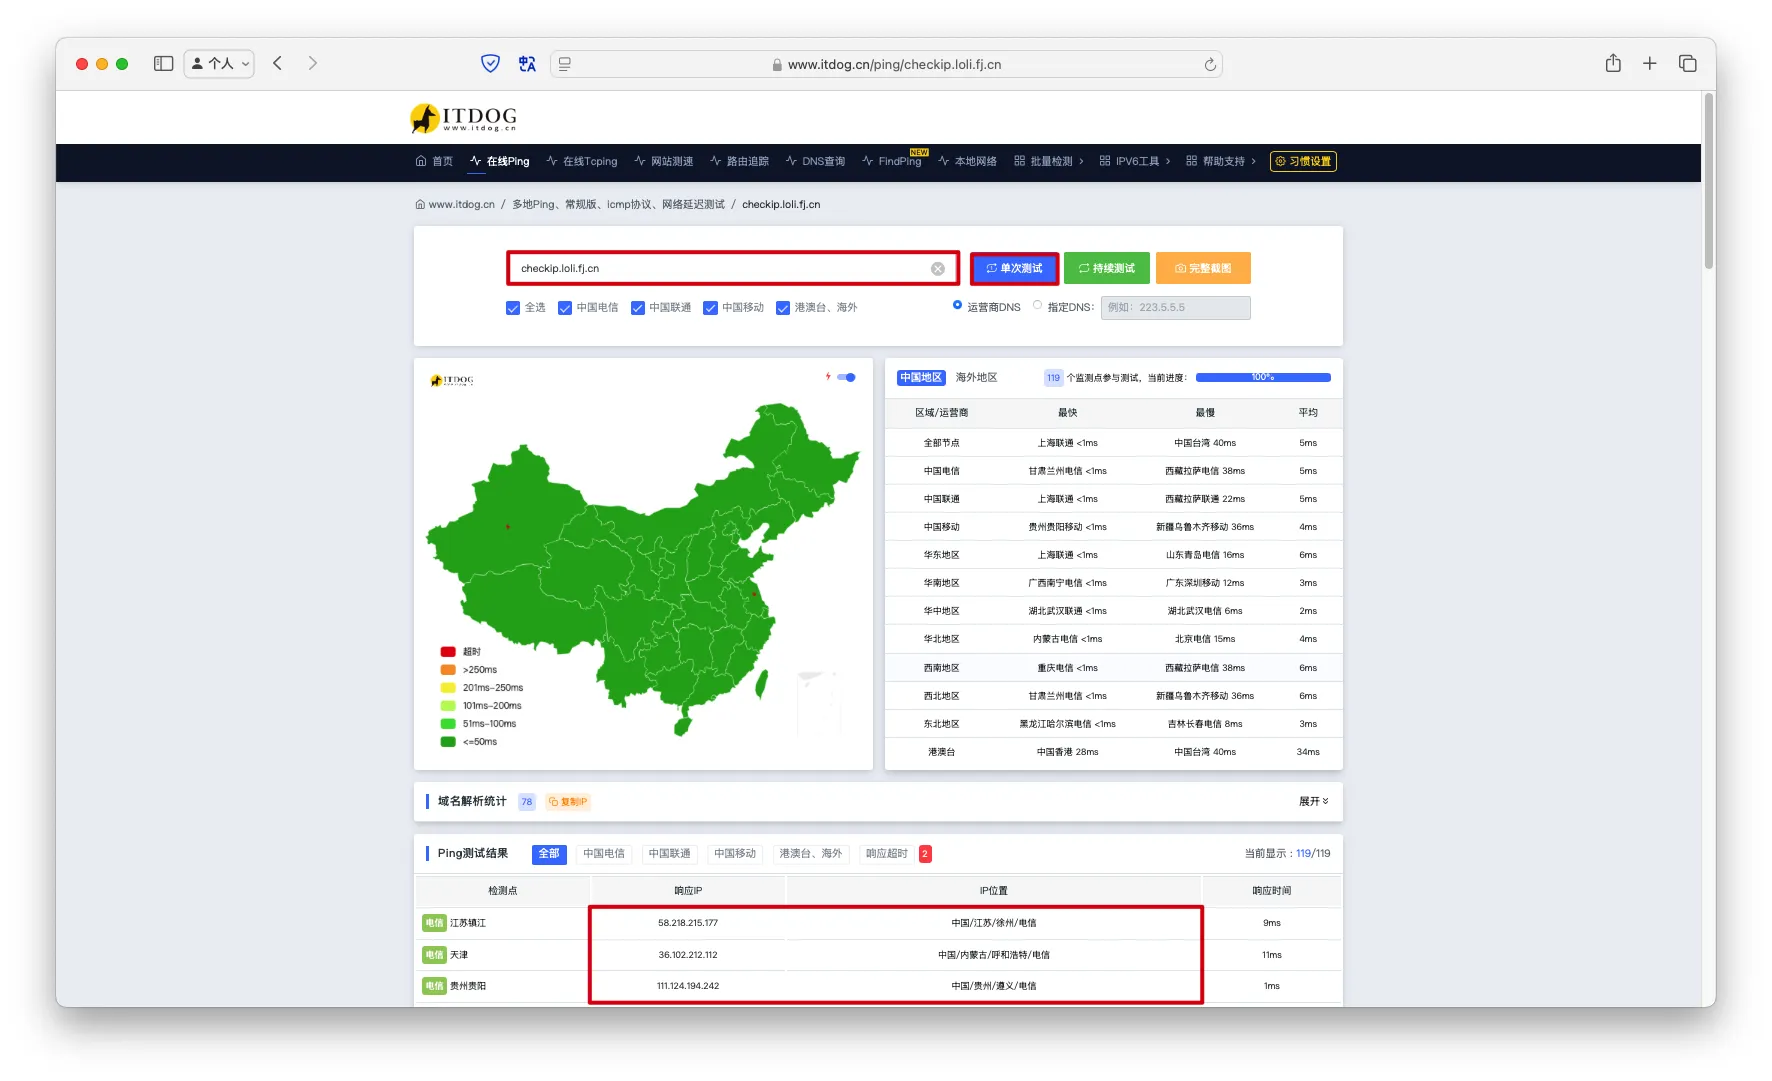 个人
www.itdog.cn/ping/checkip.loli.fj.cn
ITDOG
www.itdog.cn
首页 在线Ping 在线Tcping 网站测速 路由追踪 DNS查询 FindPing NEW 本地网络 批量检测 IPV6工具 帮助支持 习惯设置
www.itdog.cn / 多地Ping、常规版、icmp协议、网络延迟测试 / checkip.loli.fj.cn
checkip.loli.fj.cn 单次测试 持续测试 完整截图
全选 中国电信 中国联通 中国移动 港澳台、海外 运营商DNS 指定DNS： 例如：223.5.5.5
ITDOG
超时
>250ms
201ms-250ms
101ms-200ms
51ms-100ms
<=50ms
中国地区 海外地区 119 个监测点参与测试，当前进度： 100%
区域/运营商 最快 最慢 平均
全部节点 上海联通 <1ms 中国台湾 40ms 5ms
中国电信 甘肃兰州电信 <1ms 西藏拉萨电信 38ms 5ms
中国联通 上海联通 <1ms 西藏拉萨联通 22ms 5ms
中国移动 贵州贵阳移动 <1ms 新疆乌鲁木齐移动 36ms 4ms
华东地区 上海联通 <1ms 山东青岛电信 16ms 6ms
华南地区 广西南宁电信 <1ms 广东深圳移动 12ms 3ms
华中地区 湖北武汉联通 <1ms 湖北武汉电信 6ms 2ms
华北地区 内蒙古电信 <1ms 北京电信 15ms 4ms
西南地区 重庆电信 <1ms 西藏拉萨电信 38ms 6ms
西北地区 甘肃兰州电信 <1ms 新疆乌鲁木齐移动 36ms 6ms
东北地区 黑龙江哈尔滨电信 <1ms 吉林长春电信 8ms 3ms
港澳台 中国香港 28ms 中国台湾 40ms 34ms
域名解析统计 78 复制IP 展开
Ping测试结果 全部 中国电信 中国联通 中国移动 港澳台、海外 响应超时 2 当前显示：119/119
检测点 响应IP IP位置 响应时间
电信 江苏镇江 58.218.215.177 中国/江苏/徐州/电信 9ms
电信 天津 36.102.212.112 中国/内蒙古/呼和浩特/电信 11ms
电信 贵州贵阳 111.124.194.242 中国/贵州/遵义/电信 1ms